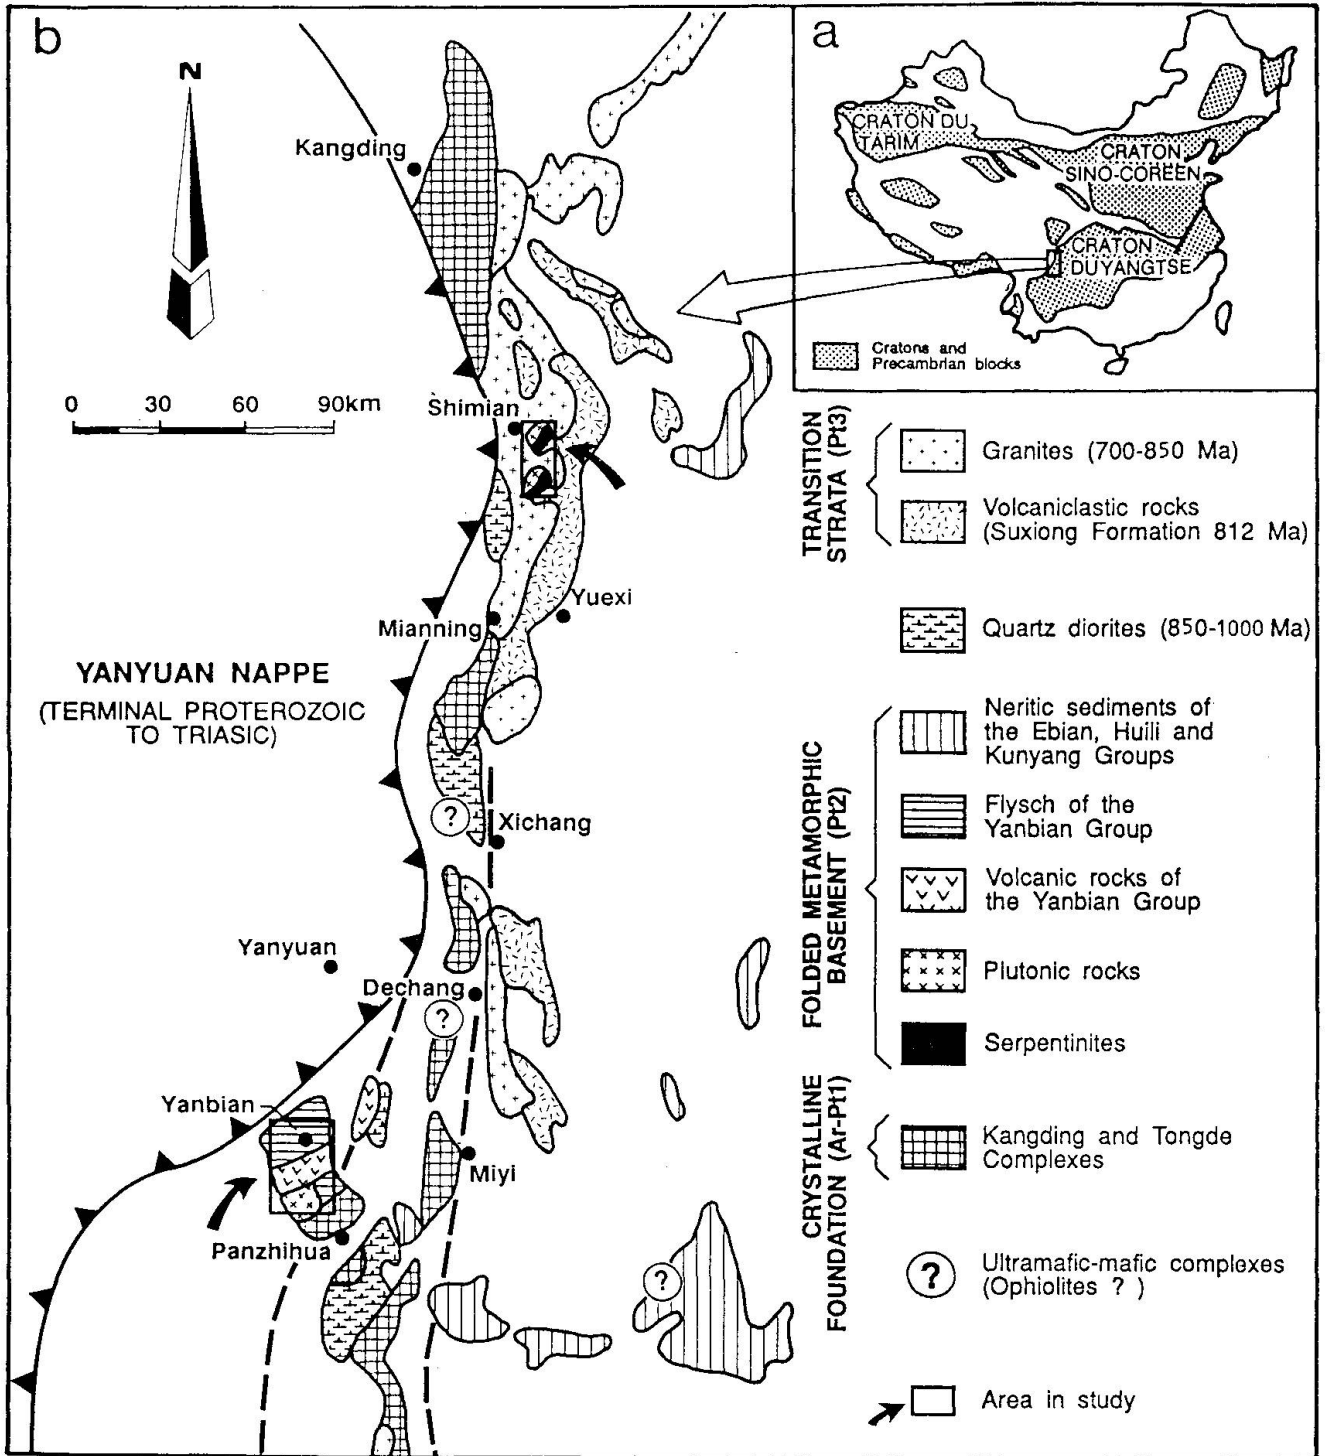 b
N
Kangding
0 30 60 90km
Shimian
Mianning
Yuexi
YANYUAN NAPPE
(TERMINAL PROTEROZOIC
TO TRIASIC)
?
Xichang
Yanyuan
Dechang
?
Yanbian
Miyi
Panzhihua
?
a
CRATON DU
TARIM
CRATON
SINO-COREEN
CRATON
DUYANGTSE
Cratons and
Precambrian blocks
TRANSITION
STRATA (Pt3)
Granites (700-850 Ma)
Volcaniclastic rocks
(Suxiong Formation 812 Ma)
Quartz diorites (850-1000 Ma)
FOLDED METAMORPHIC
BASEMENT (Pt2)
Neritic sediments of
the Ebian, Huili and
Kunyang Groups
Flysch of the
Yanbian Group
Volcanic rocks of
the Yanbian Group
Plutonic rocks
Serpentinites
CRYSTALLINE
FOUNDATION (Ar-Pt1)
Kangding and Tongde
Complexes
?
Ultramafic-mafic complexes
(Ophiolites ? )
Area in study